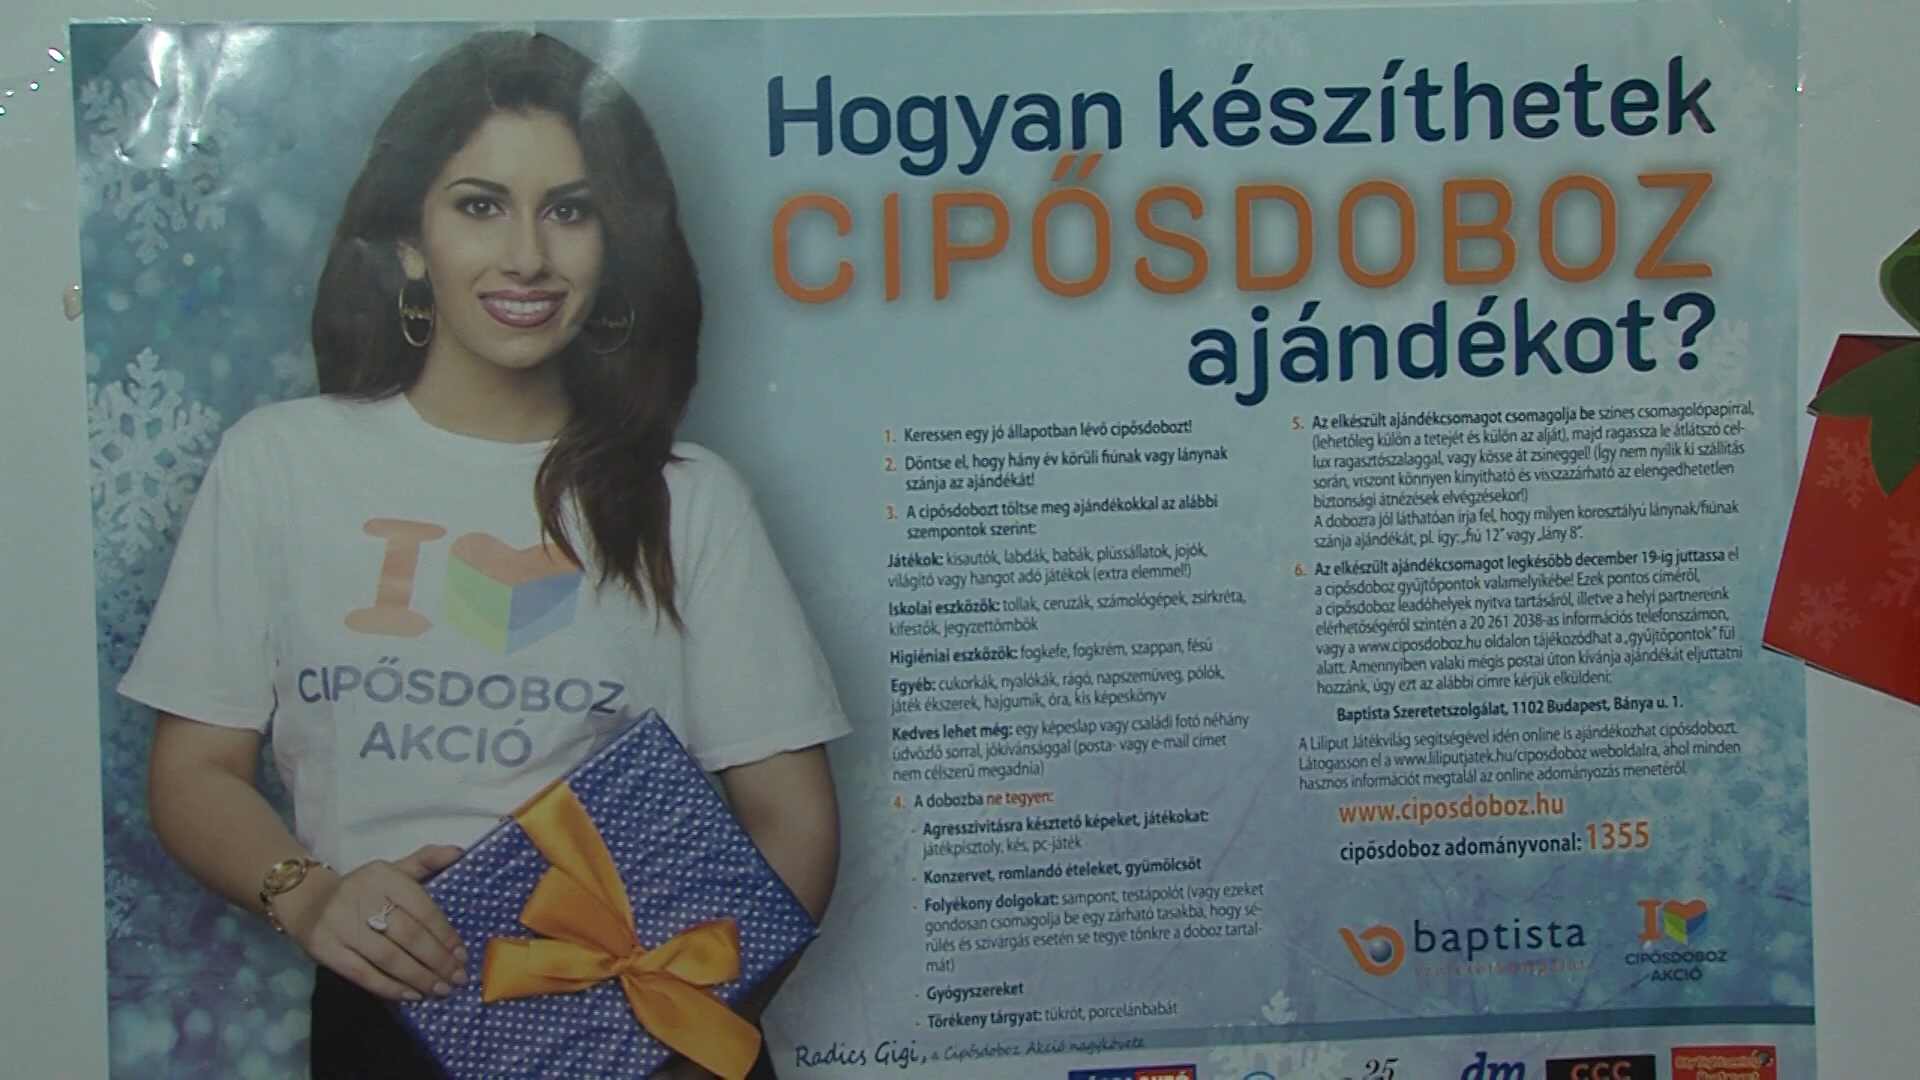 Hogyan készíthetek
CIPŐSDOBOZ
ajándékot?
I
CIPŐSDOBOZ
AKCIÓ
1. Keressen egy jó állapotban lévő cipősdobozt!
2. Döntse el, hogy hány év körüli fiúnak vagy lánynak
szánja az ajándékát!
3. A cipősdobozt töltse meg ajándékokkal az alábbi
szempontok szerint:
Játékok: kisautók, labdák, babák, plüssállatok, jojók,
világító vagy hangot adó játékok (extra elemmel!)
Iskolai eszközök: tollak, ceruzák, számológépek, zsírkréta,
kifestők, jegyzettömbök
Higiéniai eszközök: fogkefe, fogkrém, szappan, fésű
Egyéb: cukorkák, nyalókák, rágó, napszemüveg, pólók,
játék ékszerek, hajgumik, óra, kis képeskönyv
Kedves lehet még: egy képeslap vagy családi fotó néhány
üdvözlő sorral, jókívánsággal (posta- vagy e-mail címet
nem célszerű megadnia)
4. A dobozba ne tegyen:
- Agresszivitásra késztető képeket, játékokat:
játékpisztoly, kés, pc-játék
- Konzervet, romlandó ételeket, gyümölcsöt
- Folyékony dolgokat: sampont, testápolót (vagy ezeket
gondosan csomagolja be egy zárható tasakba, hogy sé-
rülés és szivárgás esetén se tegye tönkre a doboz tartal-
mát)
- Gyógyszereket
- Törékeny tárgyat: tükröt, porcelánbabát
5. Az elkészült ajándékcsomagot csomagolja be színes csomagolópapírral,
(lehetőleg külön a tetejét és külön az alját), majd ragassza le átlátszó cel-
lux ragasztószalaggal, vagy kösse át zsineggel! (Így nem nyílik ki szállítás
során, viszont könnyen kinyitható és visszazárható az elengedhetetlen
biztonsági átnézések elvégzésekor!)
A dobozra jól láthatóan írja fel, hogy milyen korosztályú lánynak/fiúnak
szánja ajándékát, pl. így: „fiú 12” vagy „lány 8”.
6. Az elkészült ajándékcsomagot legkésőbb december 19-ig juttassa el
a cipősdoboz gyűjtőpontok valamelyikébe! Ezek pontos címéről,
a cipősdoboz leadóhelyek nyitva tartásáról, illetve a helyi partnereink
elérhetőségéről szintén a 20 261 2038-as információs telefonszámon,
vagy a www.ciposdoboz.hu oldalon tájékozódhat a „gyűjtőpontok” fül
alatt. Amennyiben valaki mégis postai úton kívánja ajándékát eljuttatni
hozzánk, úgy ezt az alábbi címre kérjük elküldeni:
Baptista Szeretetszolgálat, 1102 Budapest, Bánya u. 1.
A Liliput Játékvilág segítségével idén online is ajándékozhat cipősdobozt.
Látogasson el a www.liliputjatek.hu/ciposdoboz weboldalra, ahol minden
hasznos információt megtalál az online adományozás menetéről.
www.ciposdoboz.hu
cipősdoboz adományvonal: 1355
baptista
szeretetszolgálat
I
CIPŐSDOBOZ
AKCIÓ
Radics Gigi, a Cipősdoboz Akció nagykövete
25
dm
CCC